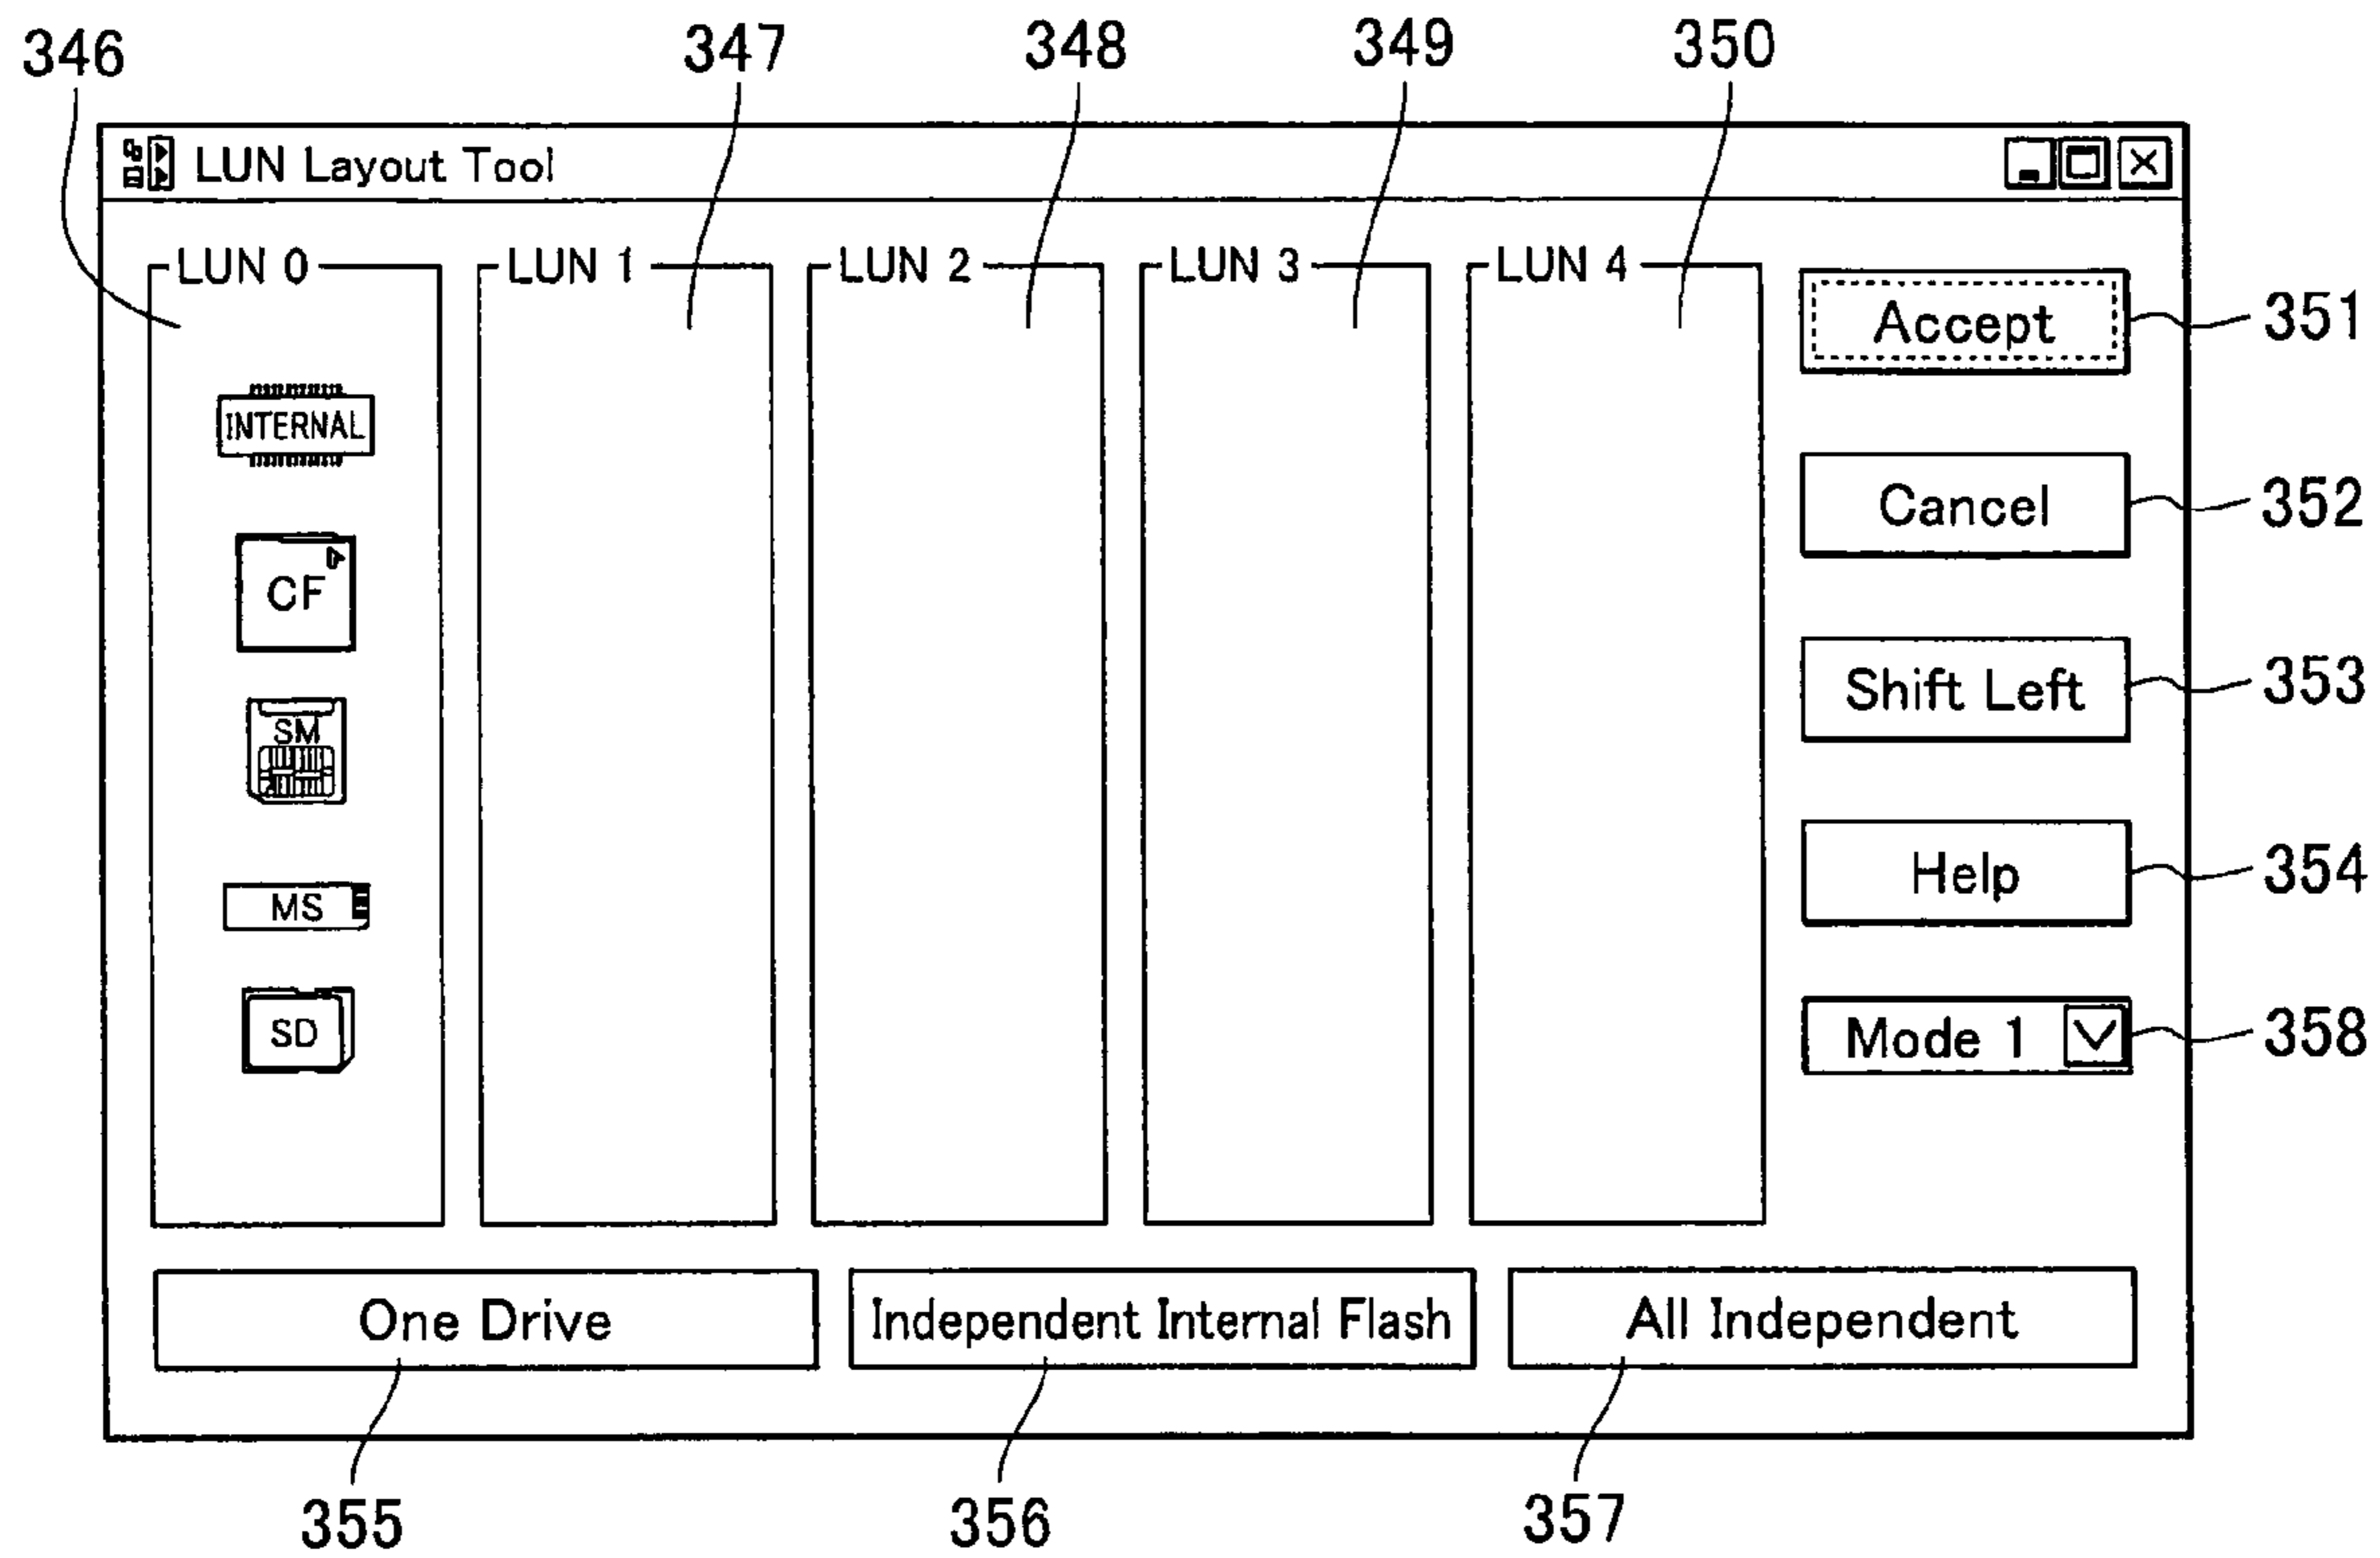 346 347 348 349 350
LUN Layout Tool
LUN 0 LUN 1 LUN 2 LUN 3 LUN 4
Accept 351
INTERNAL
Cancel 352
CF
Shift Left 353
SM
Help 354
MS
SD
Mode 1 358
One Drive Independent Internal Flash All Independent
355 356 357